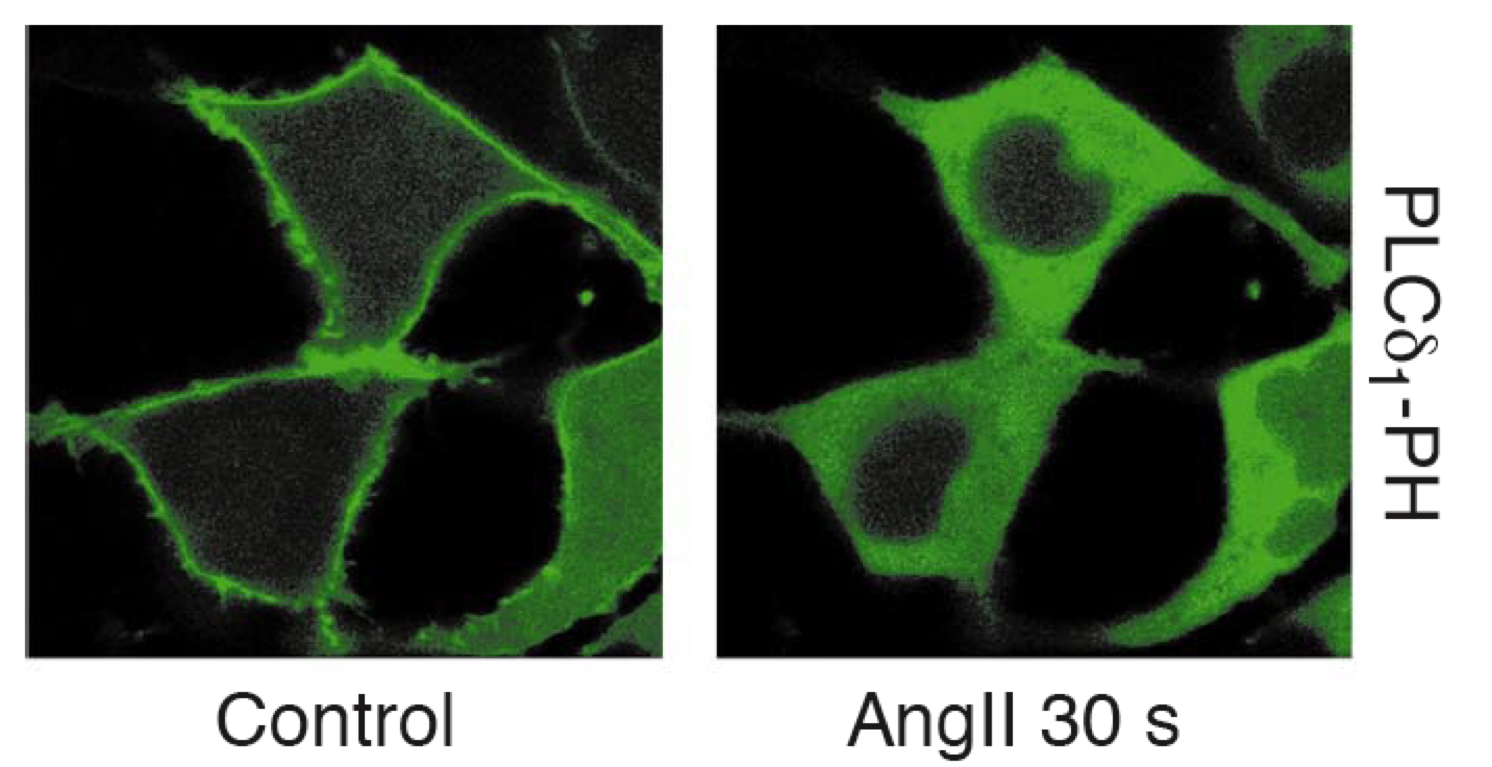 Control
AngII 30 s
PLCδ1-PH